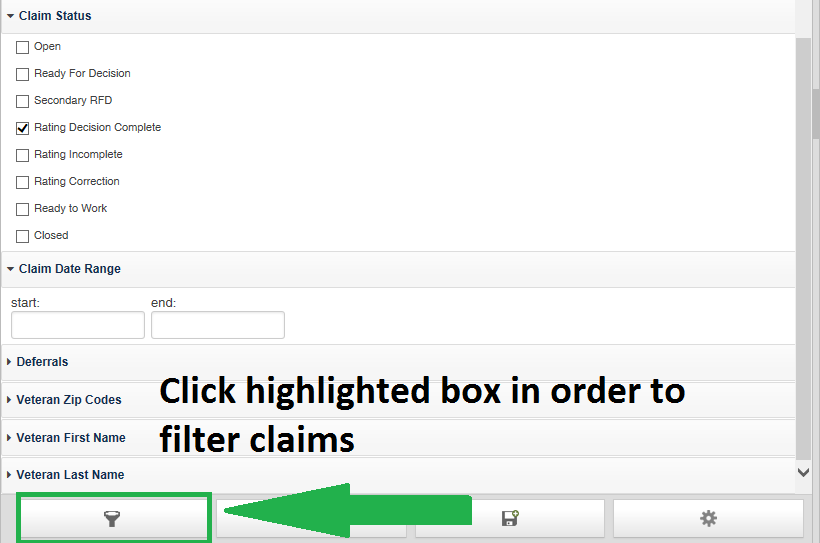 Claim Status
Open
Ready For Decision
Secondary RFD
Rating Decision Complete
Rating Incomplete
Rating Correction
Ready to Work
Closed
Claim Date Range
start: end:
Deferrals
Veteran Zip Codes
Veteran First Name
Veteran Last Name
Click highlighted box in order to
filter claims